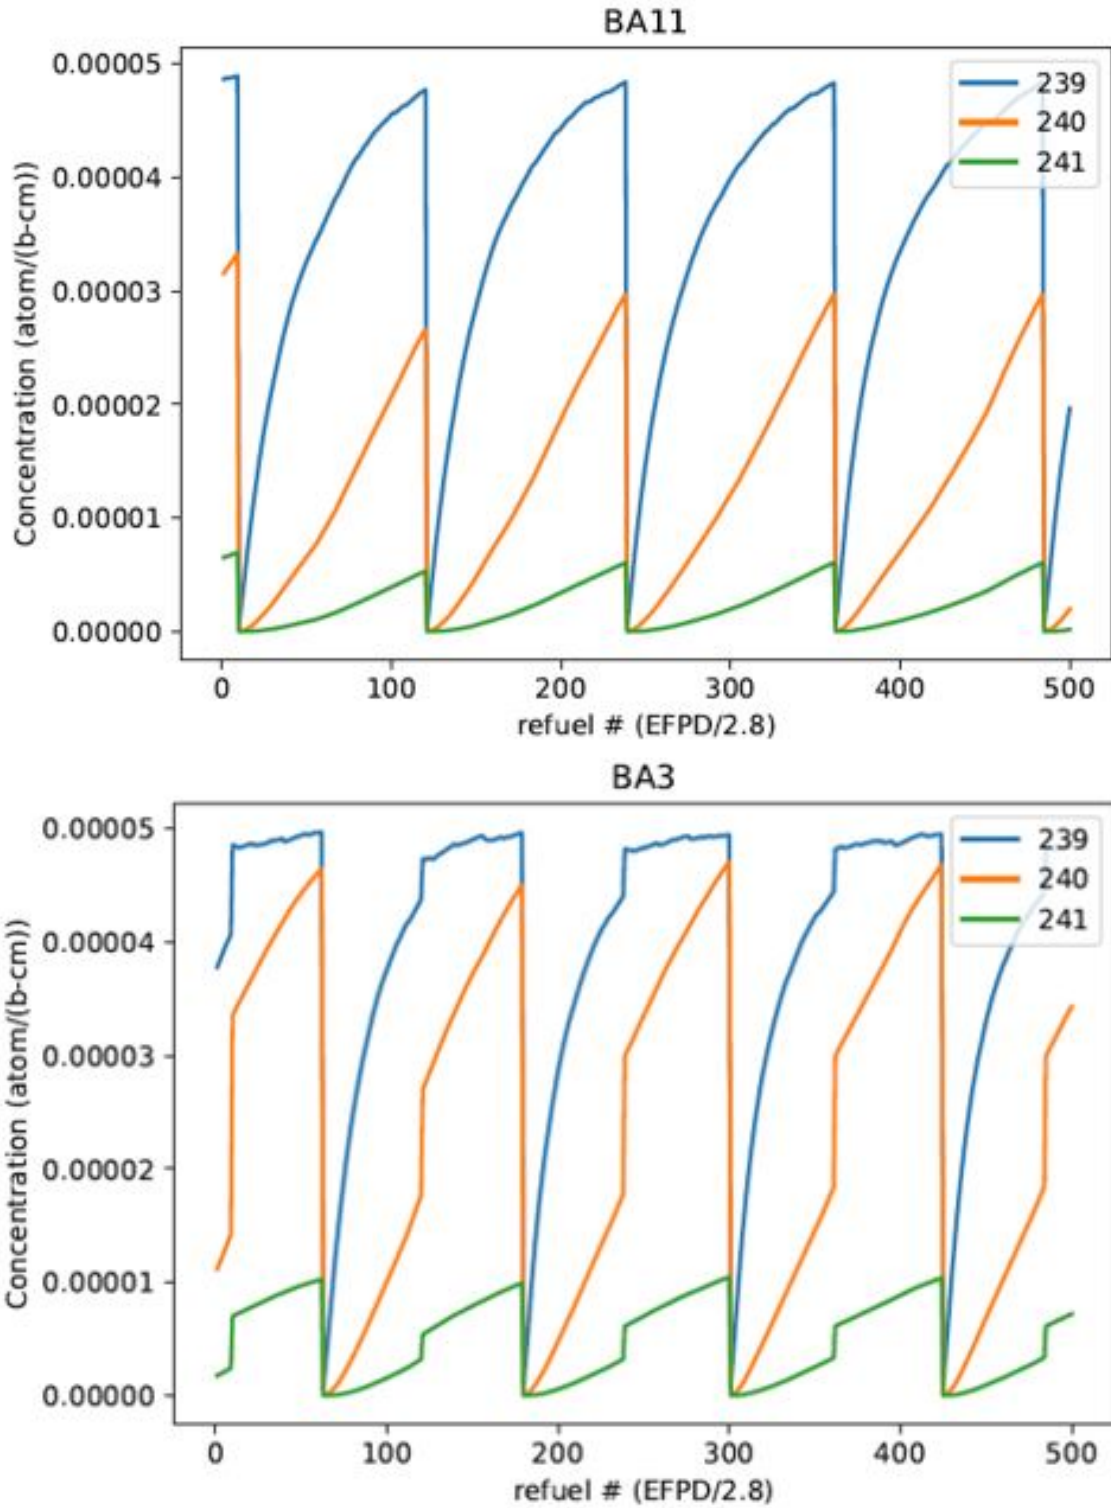 BA11
0.00005
0.00004
0.00003
0.00002
0.00001
0.00000
Concentration (atom/(b-cm))
239
240
241
0 100 200 300 400 500
refuel # (EFPD/2.8)
BA3
0.00005
0.00004
0.00003
0.00002
0.00001
0.00000
Concentration (atom/(b-cm))
239
240
241
0 100 200 300 400 500
refuel # (EFPD/2.8)